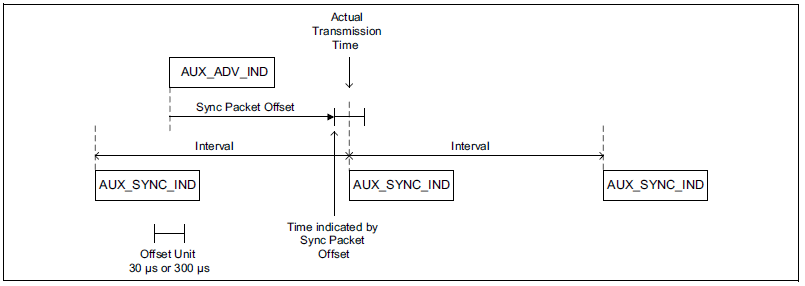 Actual
Transmission
Time
AUX_ADV_IND
Sync Packet Offset
Interval
Interval
AUX_SYNC_IND
AUX_SYNC_IND
AUX_SYNC_IND
Time indicated by
Sync Packet
Offset
Offset Unit
30 µs or 300 µs